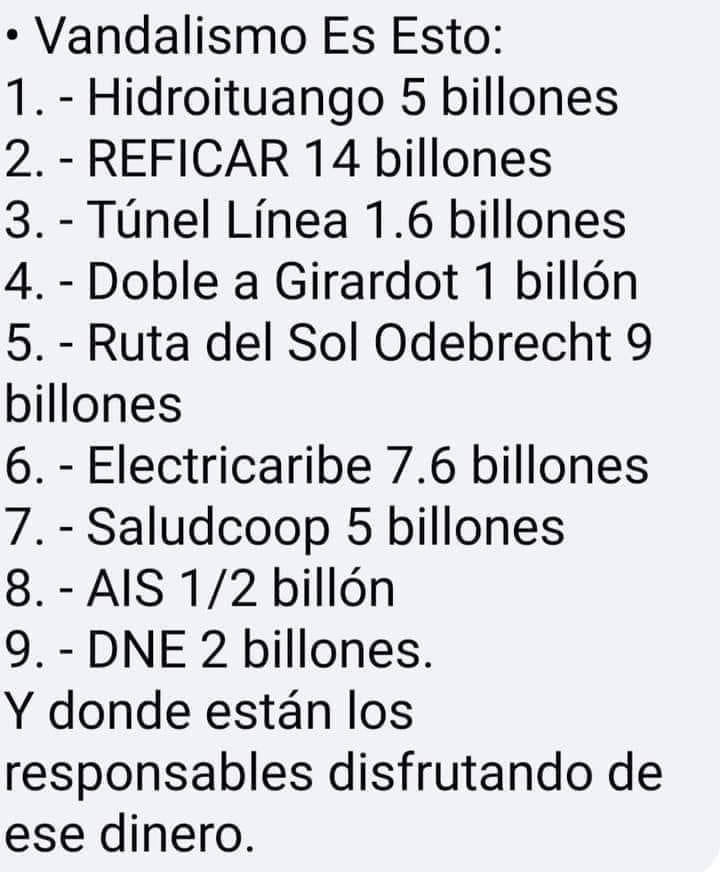 • Vandalismo Es Esto:
1. - Hidroituango 5 billones
2. - REFICAR 14 billones
3. - Túnel Línea 1.6 billones
4. - Doble a Girardot 1 billón
5. - Ruta del Sol Odebrecht 9
billones
6. - Electricaribe 7.6 billones
7. - Saludcoop 5 billones
8. - AIS 1/2 billón
9. - DNE 2 billones.
Y donde están los
responsables disfrutando de
ese dinero.